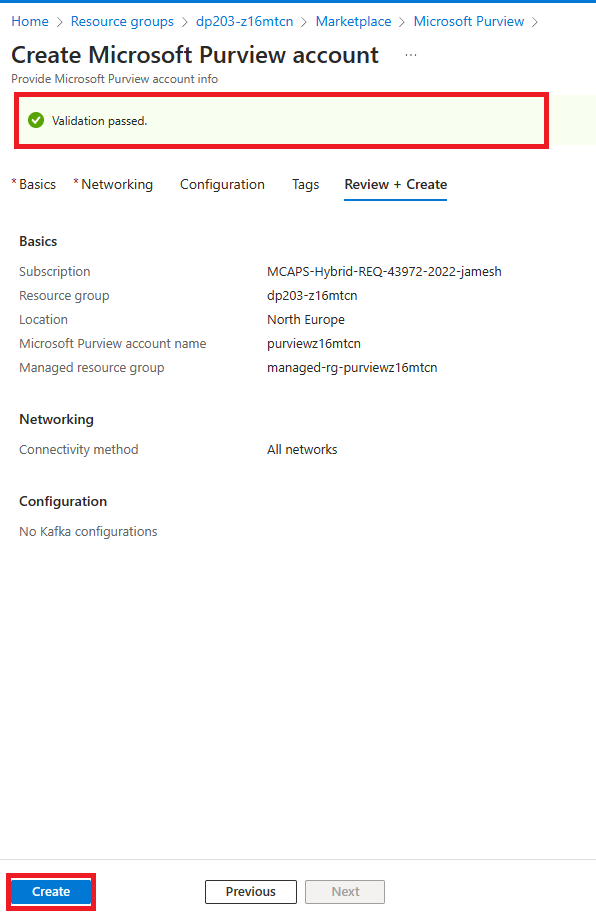 Home > Resource groups > dp203-z16mtcn > Marketplace > Microsoft Purview >
Create Microsoft Purview account ...
Provide Microsoft Purview account info
Validation passed.
* Basics * Networking Configuration Tags Review + Create
Basics
Subscription MCAPS-Hybrid-REQ-43972-2022-jamesh
Resource group dp203-z16mtcn
Location North Europe
Microsoft Purview account name purviewz16mtcn
Managed resource group managed-rg-purviewz16mtcn
Networking
Connectivity method All networks
Configuration
No Kafka configurations
Create Previous Next